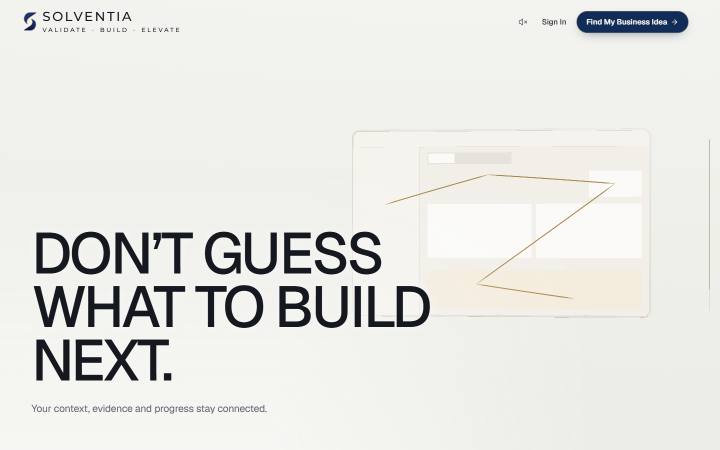 SOLVENTIA
VALIDATE · BUILD · ELEVATE
Sign In
Find My Business Idea →
DON’T GUESS
WHAT TO BUILD
NEXT.
Your context, evidence and progress stay connected.